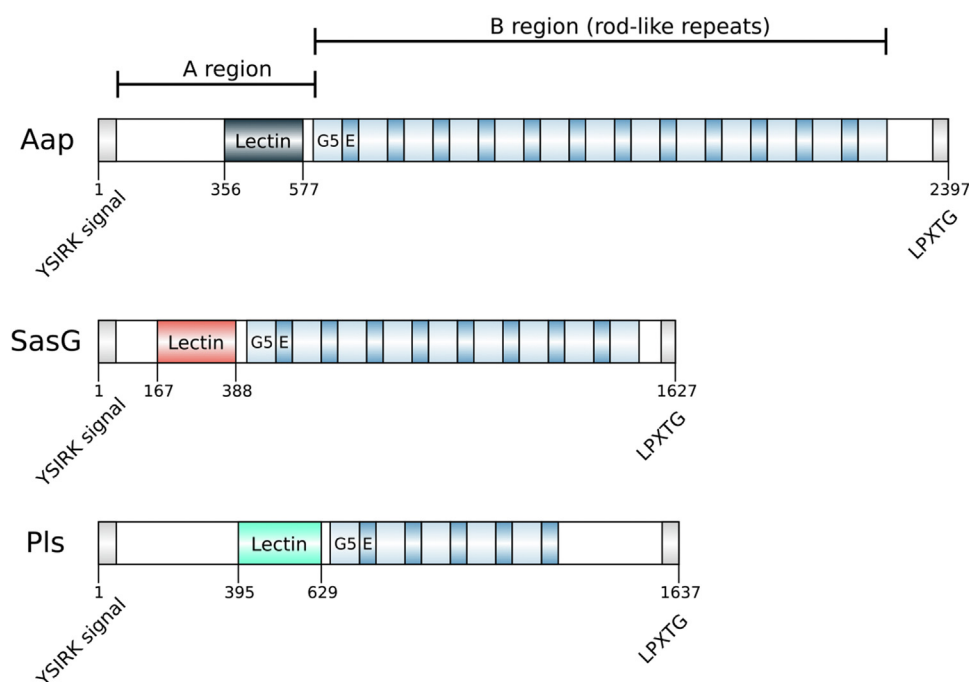 B region (rod-like repeats)
A region
Aap
Lectin
G5
E
1
356
577
2397
YSIRK signal
LPXTG
SasG
Lectin
G5
E
1
167
388
1627
YSIRK signal
LPXTG
Pls
Lectin
G5
E
1
395
629
1637
YSIRK signal
LPXTG